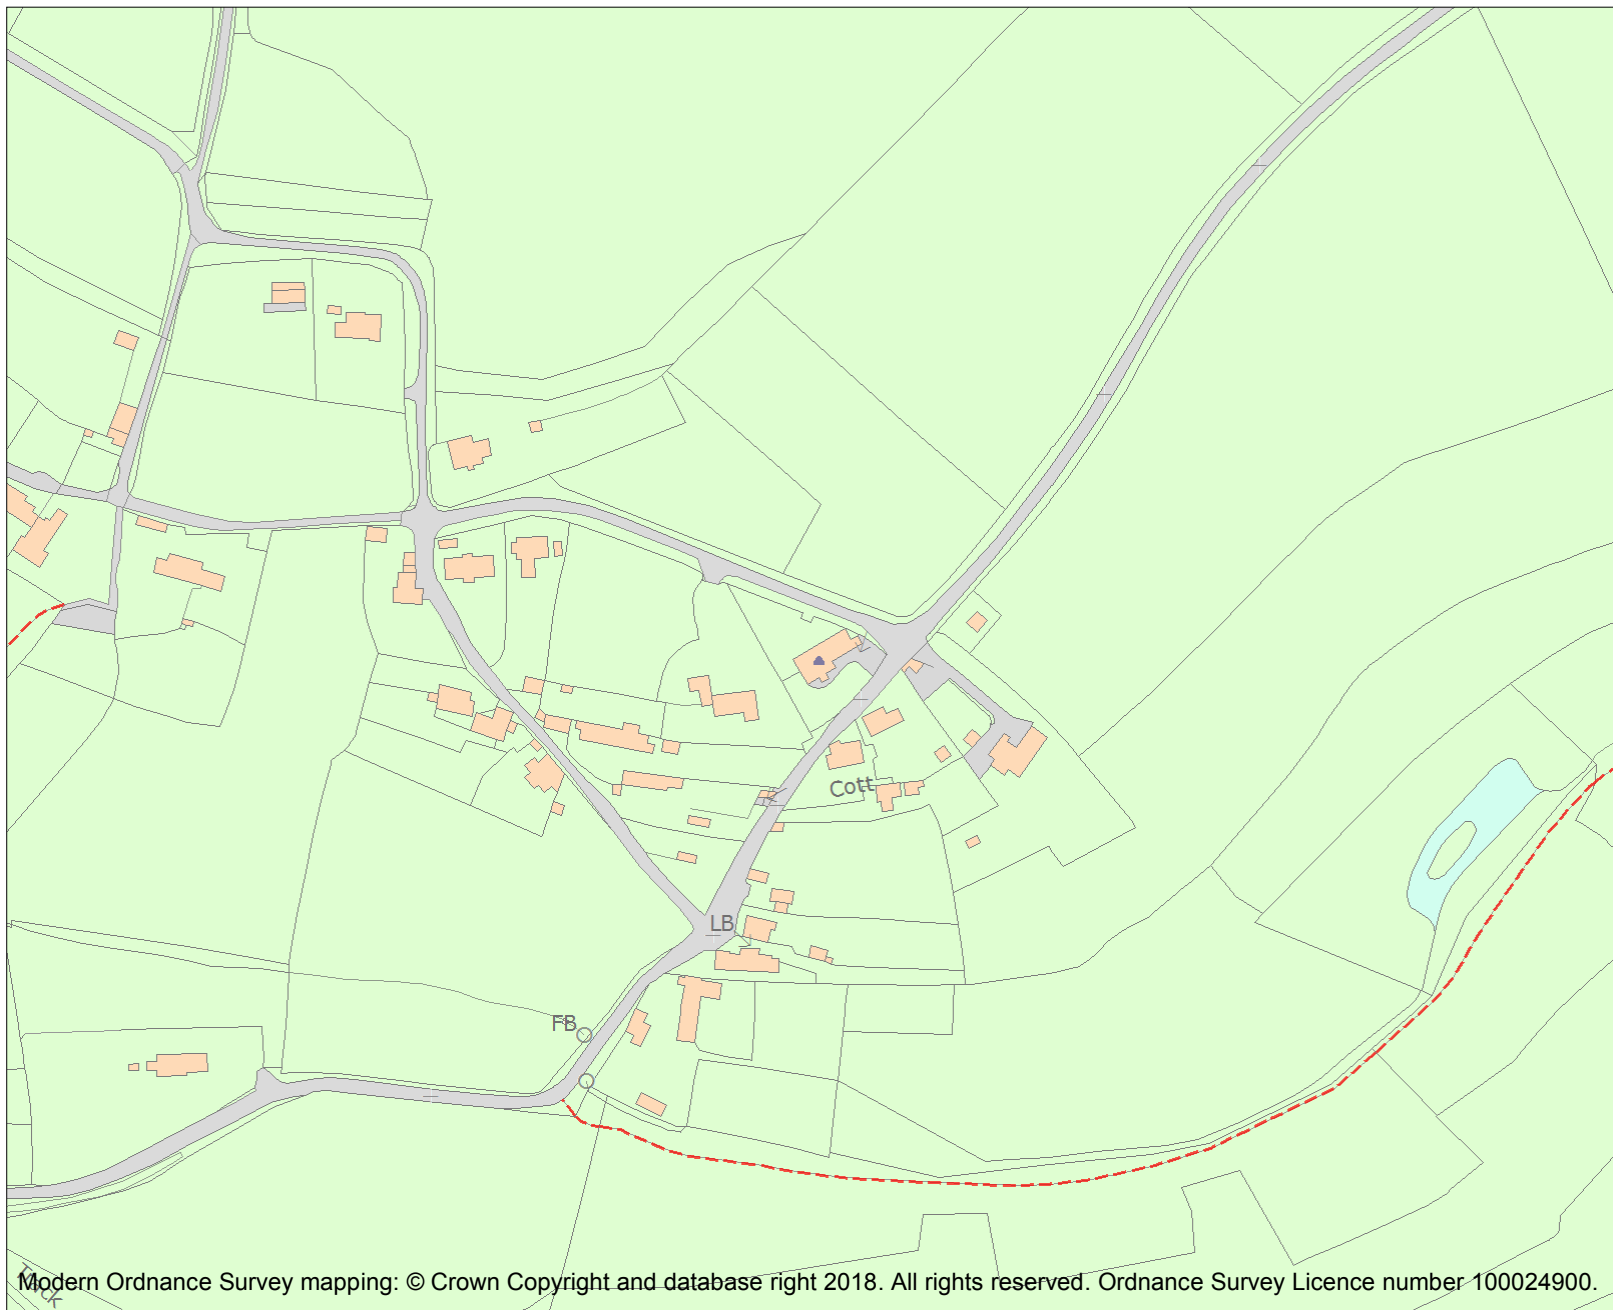 Cott
LB
FB
Track
Modern Ordnance Survey mapping: © Crown Copyright and database right 2018. All rights reserved. Ordnance Survey Licence number 100024900.